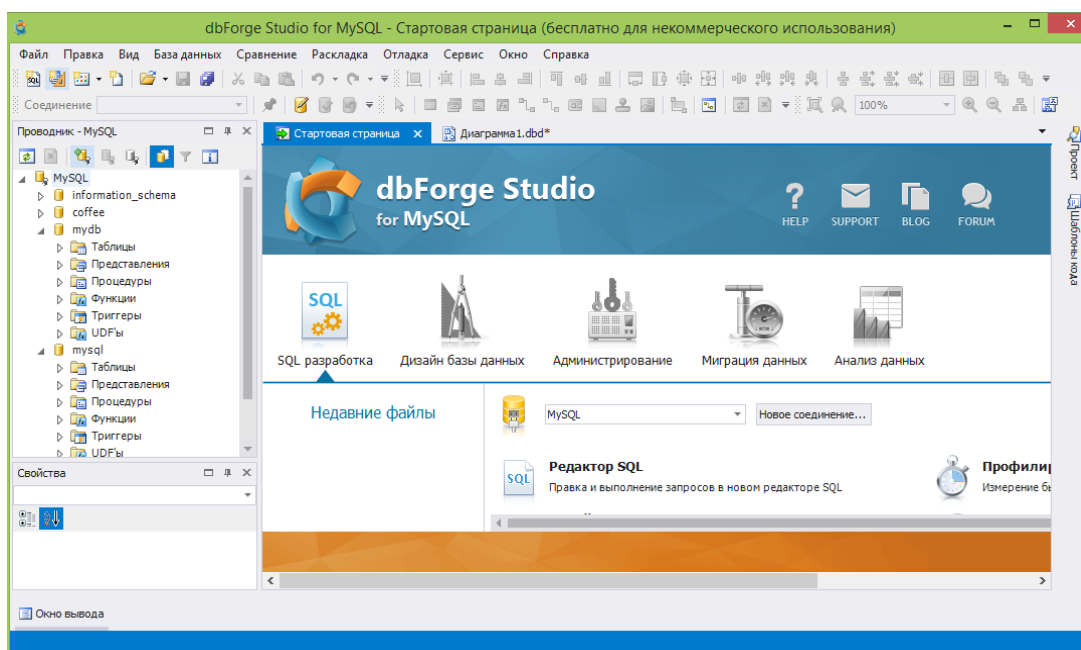 dbForge Studio for MySQL - Стартовая страница (бесплатно для некоммерческого использования)
Файл Правка Вид База данных Сравнение Раскладка Отладка Сервис Окно Справка
Соединение
100%
Проводник - MySQL
Стартовая страница
Диаграмма1.dbd*
MySQL
information_schema
coffee
mydb
Таблицы
Представления
Процедуры
Функции
Триггеры
UDF'ы
mysql
Таблицы
Представления
Процедуры
Функции
Триггеры
UDF'ы
Свойства
dbForge Studio
for MySQL
HELP SUPPORT BLOG FORUM
SQL
SQL разработка Дизайн базы данных Администрирование Миграция данных Анализ данных
Недавние файлы
MySQL
Новое соединение...
SQL
Редактор SQL
Правка и выполнение запросов в новом редакторе SQL
Измерение
Проект
Шаблоны кода
Окно вывода